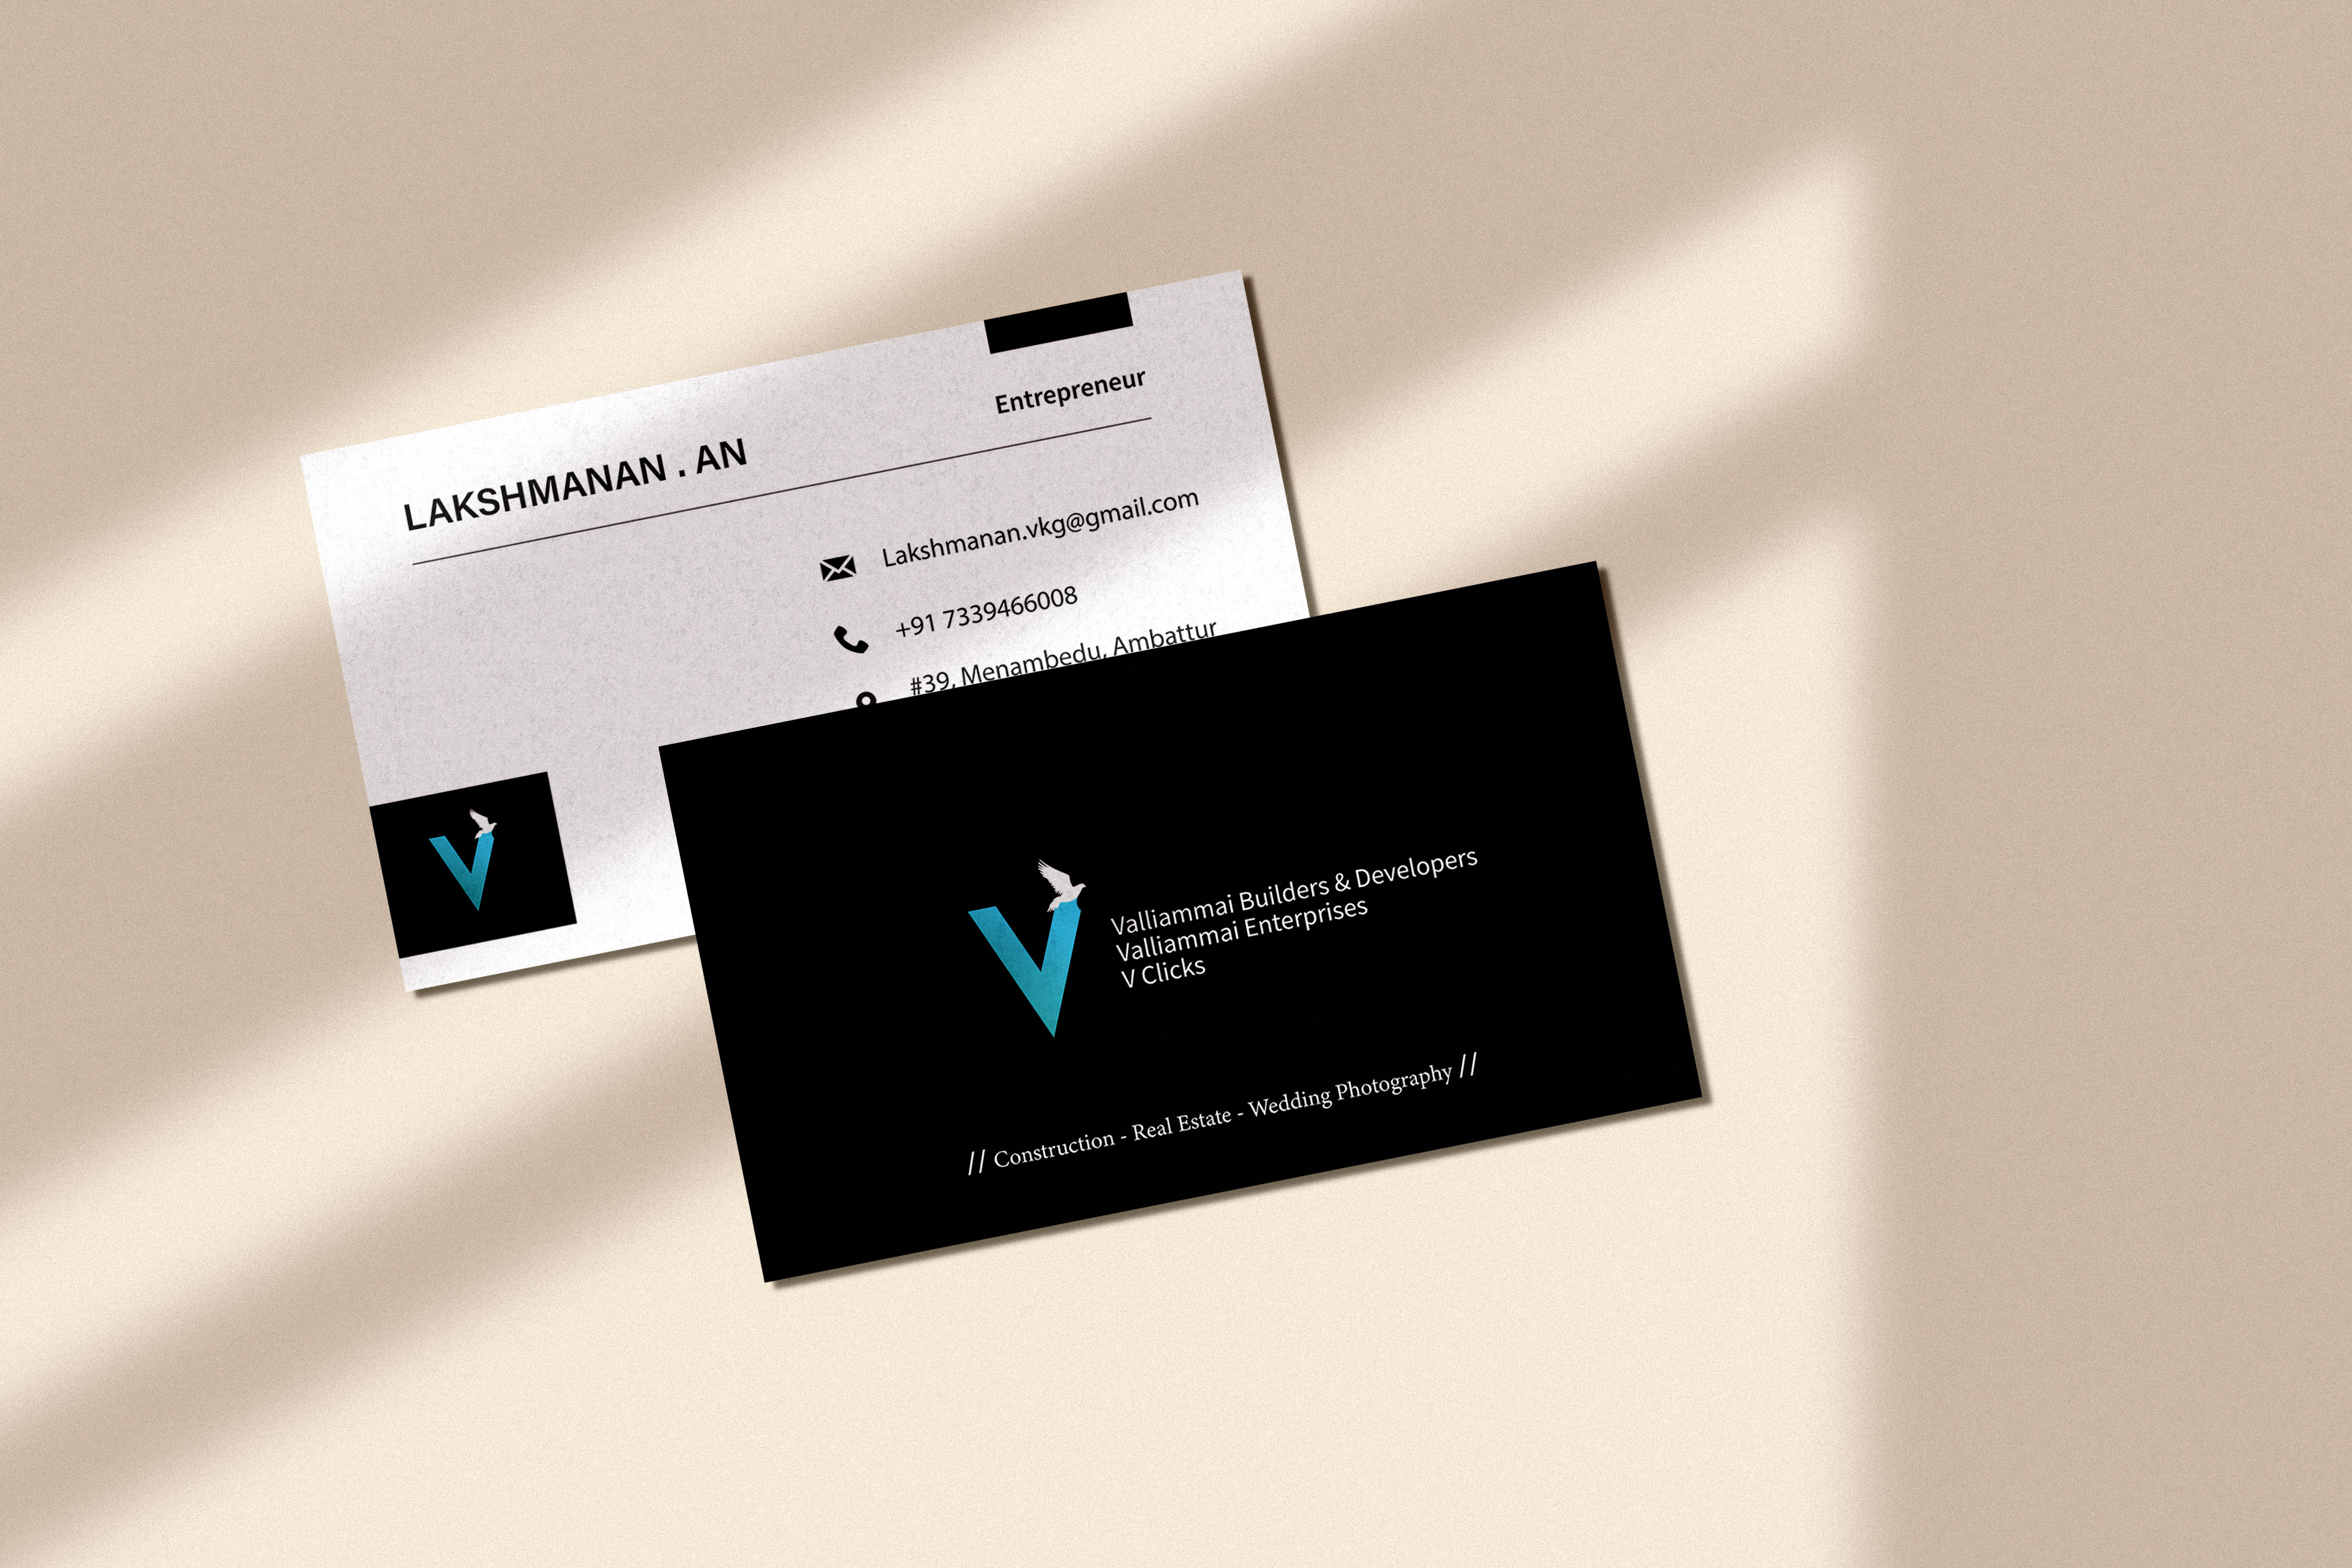 LAKSHMANAN . AN
Entrepreneur
Lakshmanan.vkg@gmail.com
+91 7339466008
#39, Menambedu, Ambattur
V
V
Valliammai Builders & Developers
Valliammai Enterprises
V Clicks
// Construction - Real Estate - Wedding Photography //